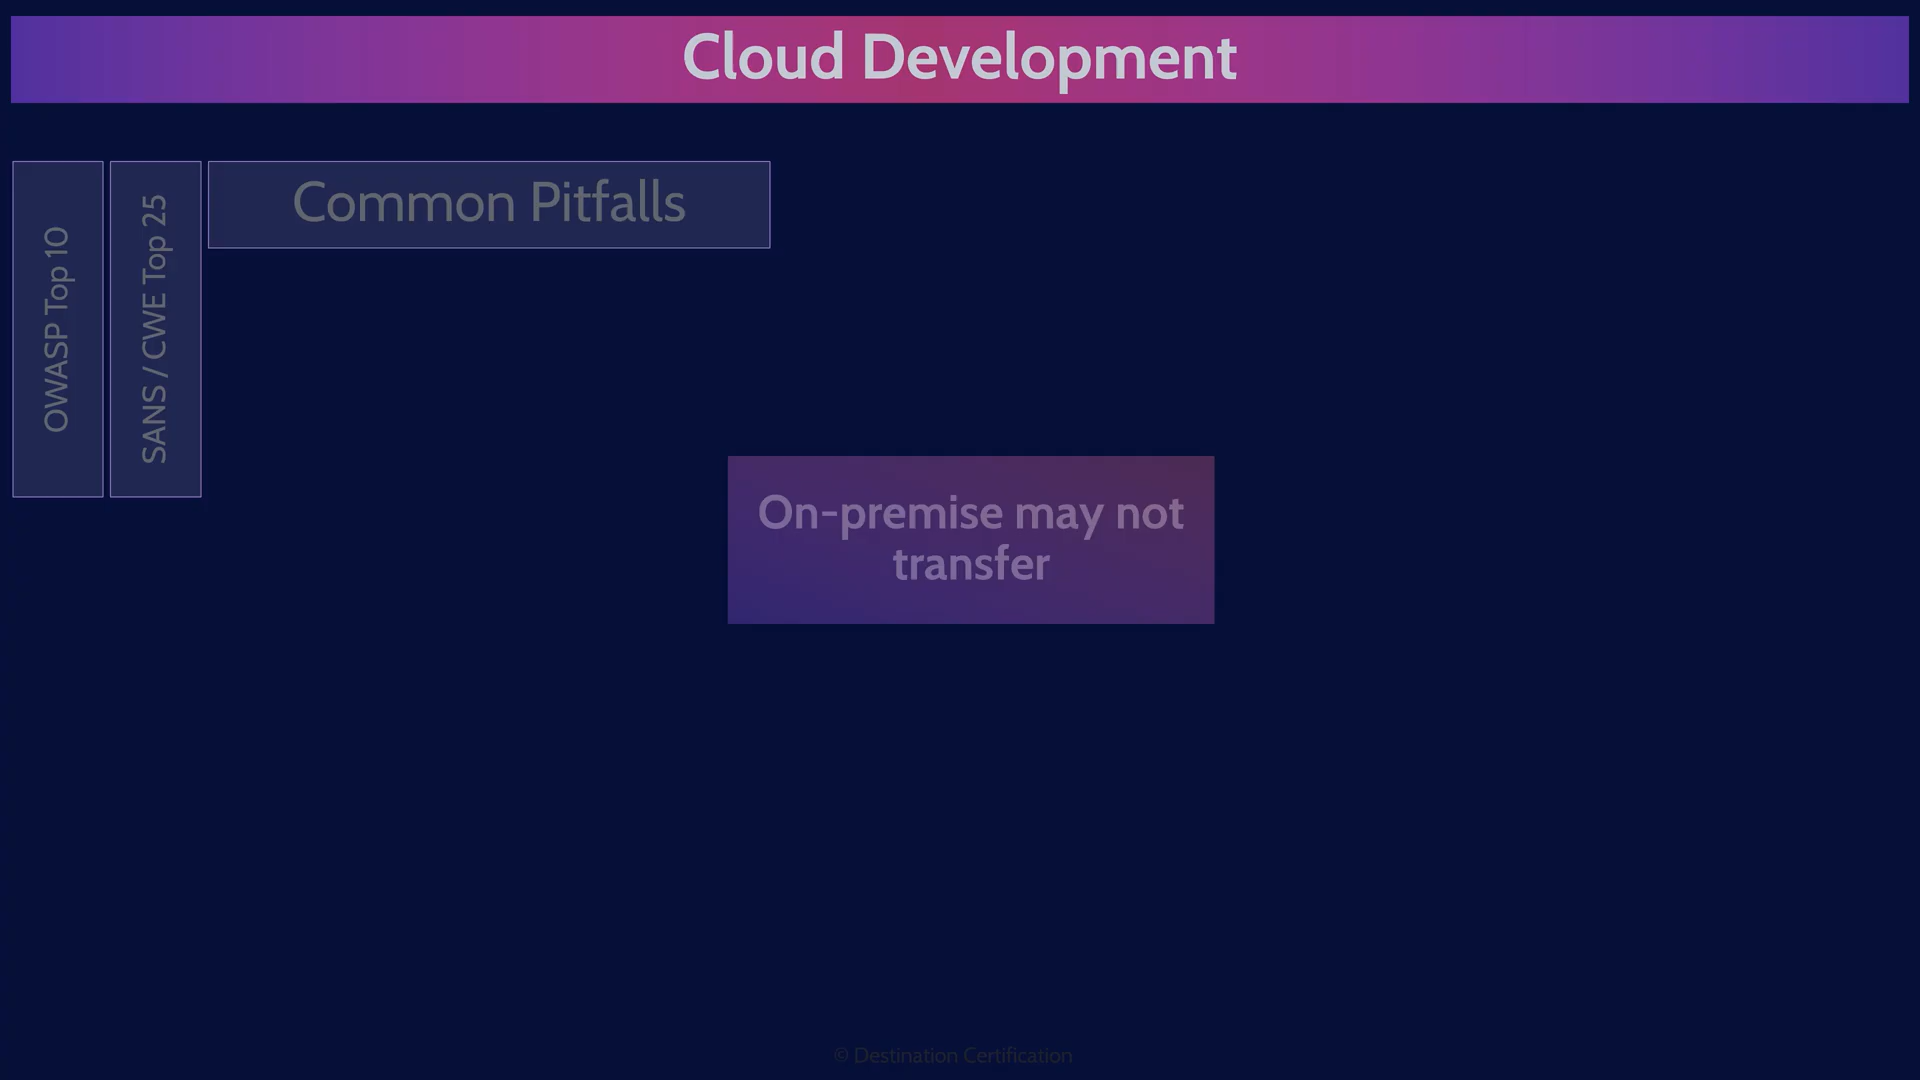 Cloud Development
OWASP Top 10
SANS / CWE Top 25
Common Pitfalls
On-premise may not
transfer
© Destination Certification